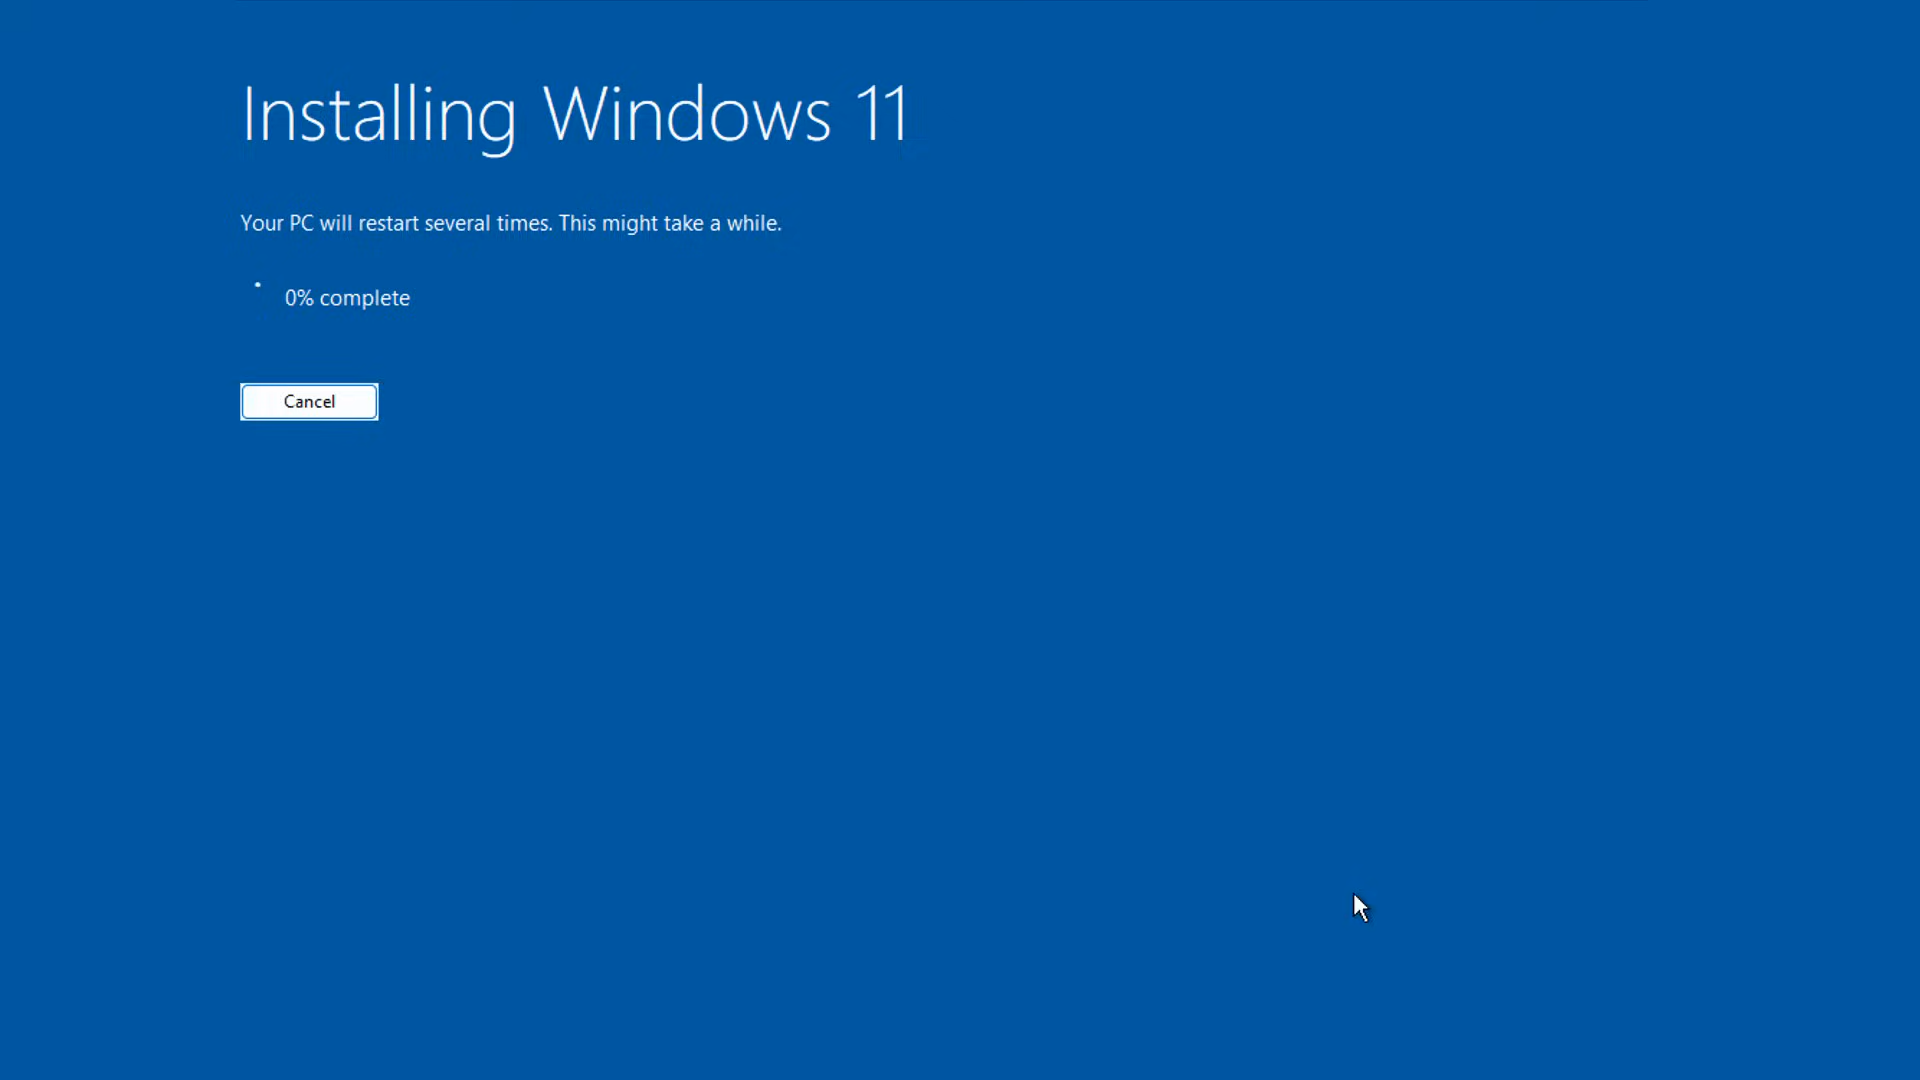 Installing Windows 11
Your PC will restart several times. This might take a while.
0% complete
Cancel